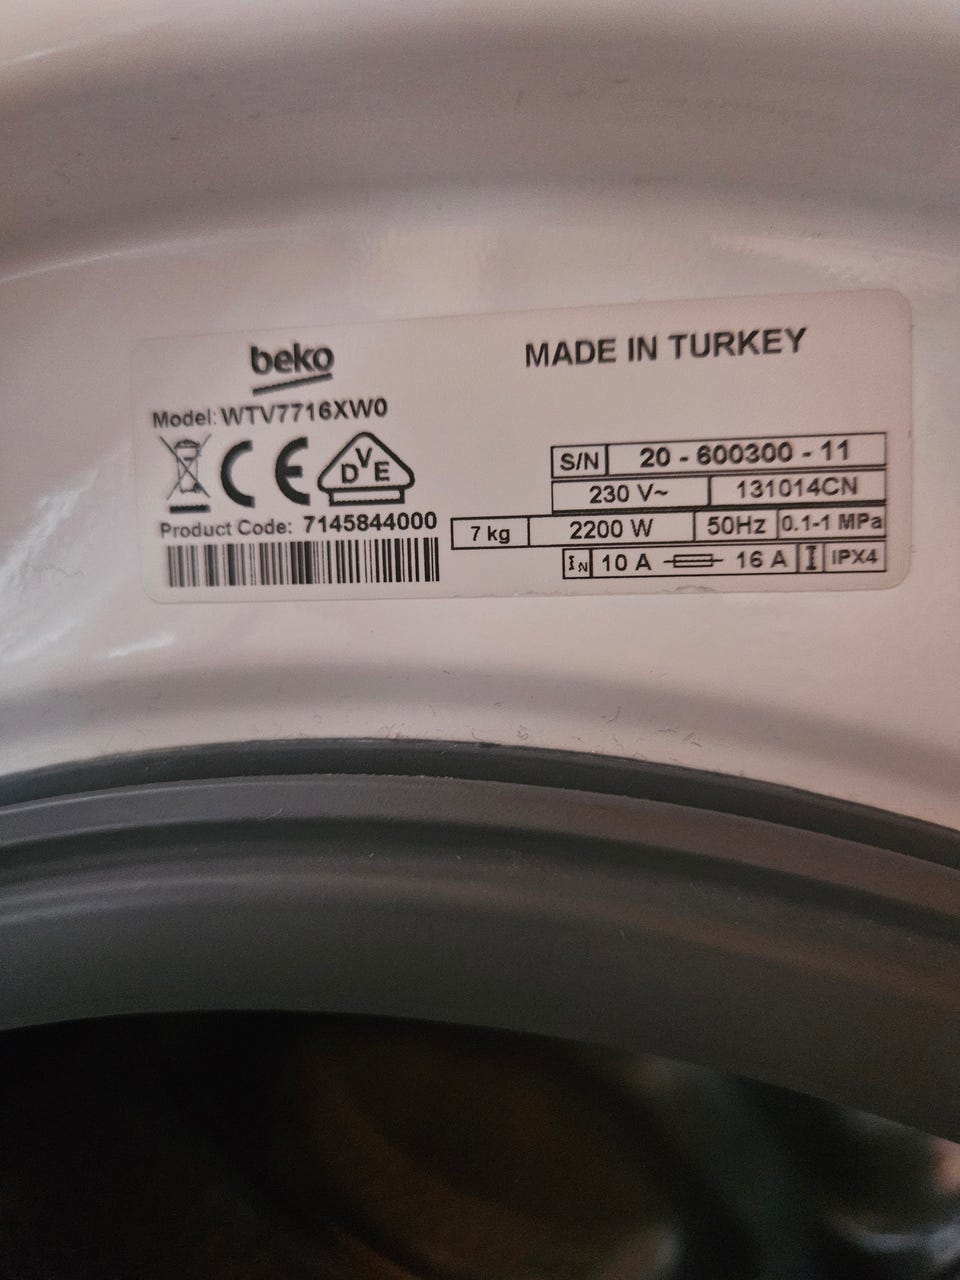 beko
MADE IN TURKEY
Model: WTV7716XW0
CE DVE
Product Code: 7145844000
S/N 20 - 600300 - 11
230 V~ 131014CN
7 kg 2200 W 50Hz 0.1-1 MPa
10 A 16 A IPX4